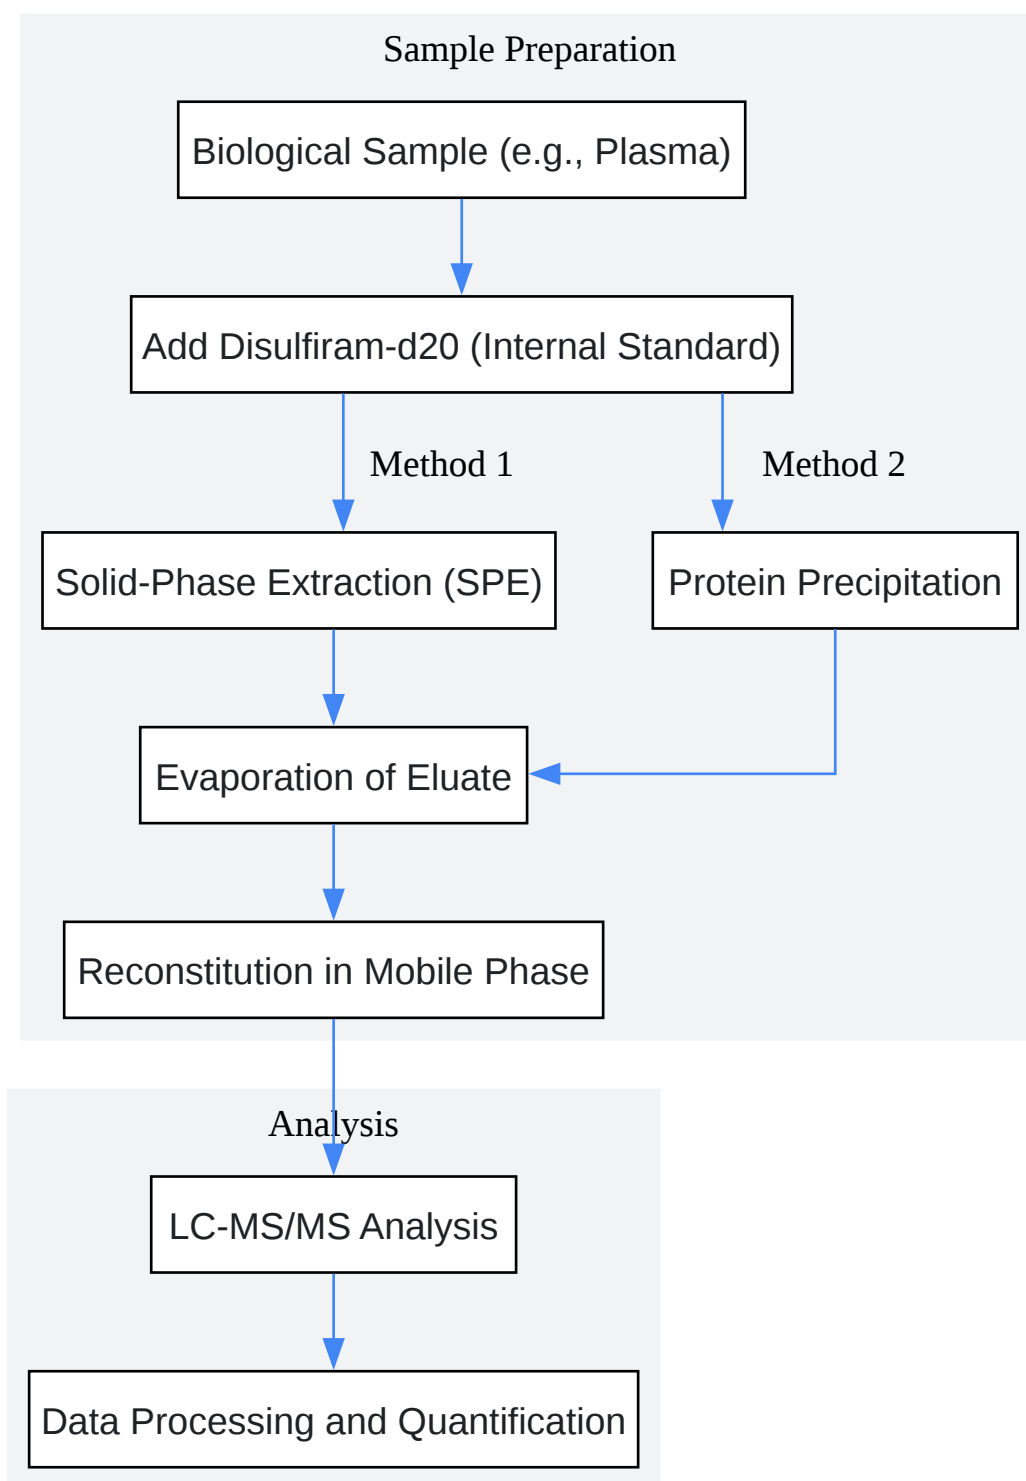 Sample Preparation
Biological Sample (e.g., Plasma)
Add Disulfiram-d20 (Internal Standard)
Method 1
Method 2
Solid-Phase Extraction (SPE)
Protein Precipitation
Evaporation of Eluate
Reconstitution in Mobile Phase
Analysis
LC-MS/MS Analysis
Data Processing and Quantification